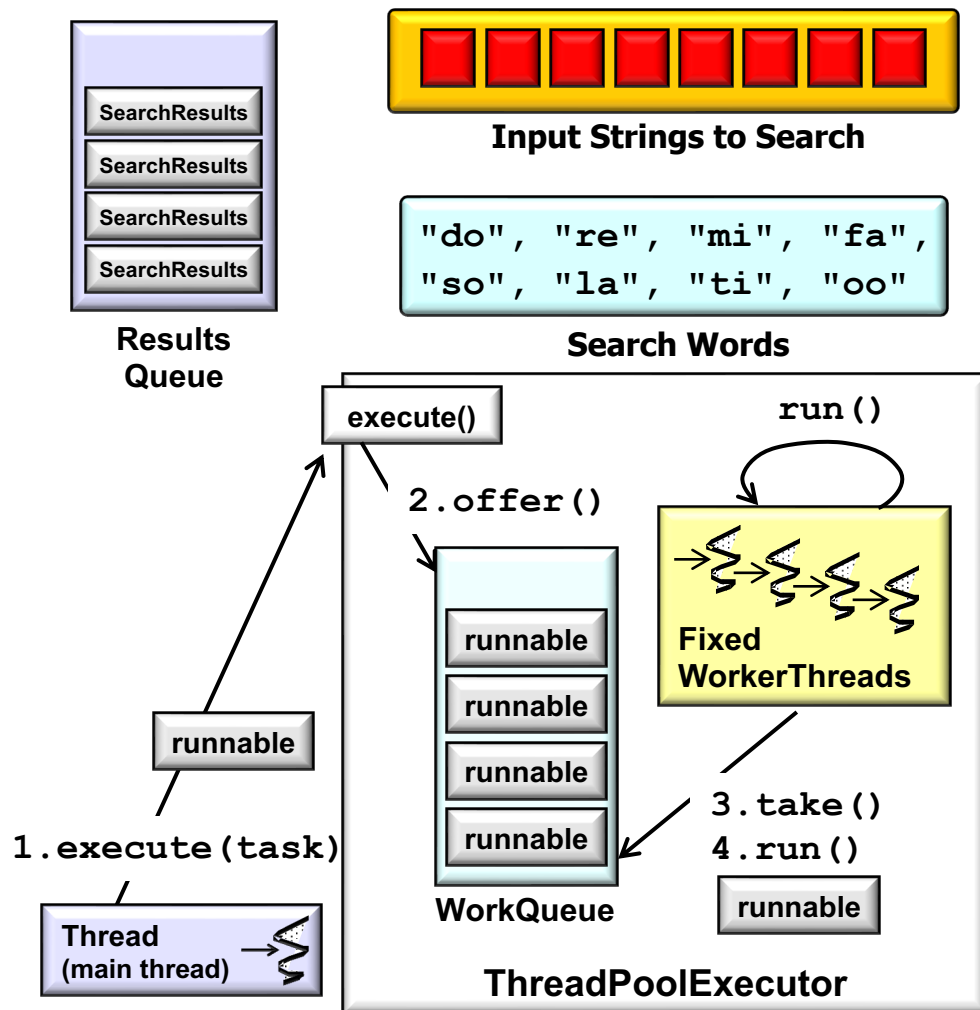 SearchResults
SearchResults
SearchResults
SearchResults
Results
Queue
Input Strings to Search
"do", "re", "mi", "fa",
"so", "la", "ti", "oo"
Search Words
execute()
run()
2.offer()
runnable
runnable
runnable
runnable
WorkQueue
Fixed
WorkerThreads
runnable
1.execute(task)
3.take()
4.run()
runnable
Thread
(main thread)
ThreadPoolExecutor